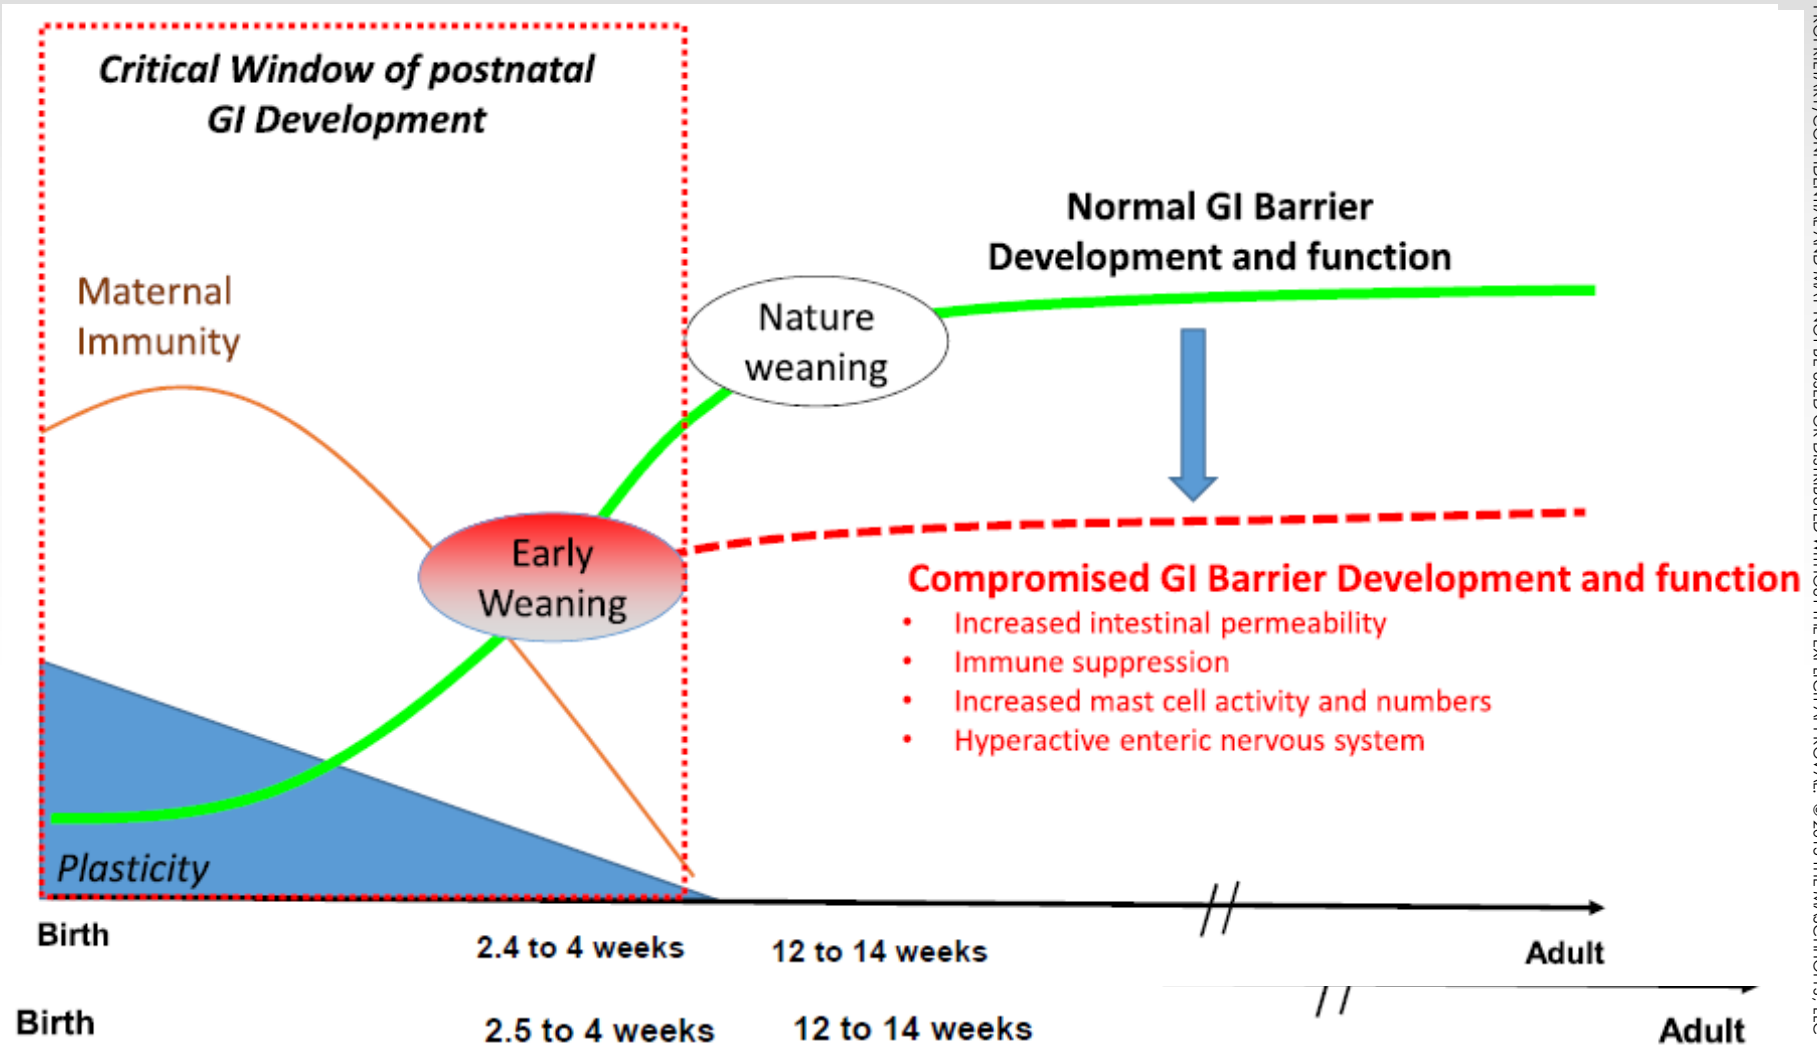 Critical Window of postnatal
GI Development
Maternal
Immunity
Normal GI Barrier
Development and function
Nature
weaning
Early
Weaning
Compromised GI Barrier Development and function
• Increased intestinal permeability
• Immune suppression
• Increased mast cell activity and numbers
• Hyperactive enteric nervous system
Plasticity
Birth
2.4 to 4 weeks
12 to 14 weeks
Adult
Birth
2.5 to 4 weeks
12 to 14 weeks
Adult